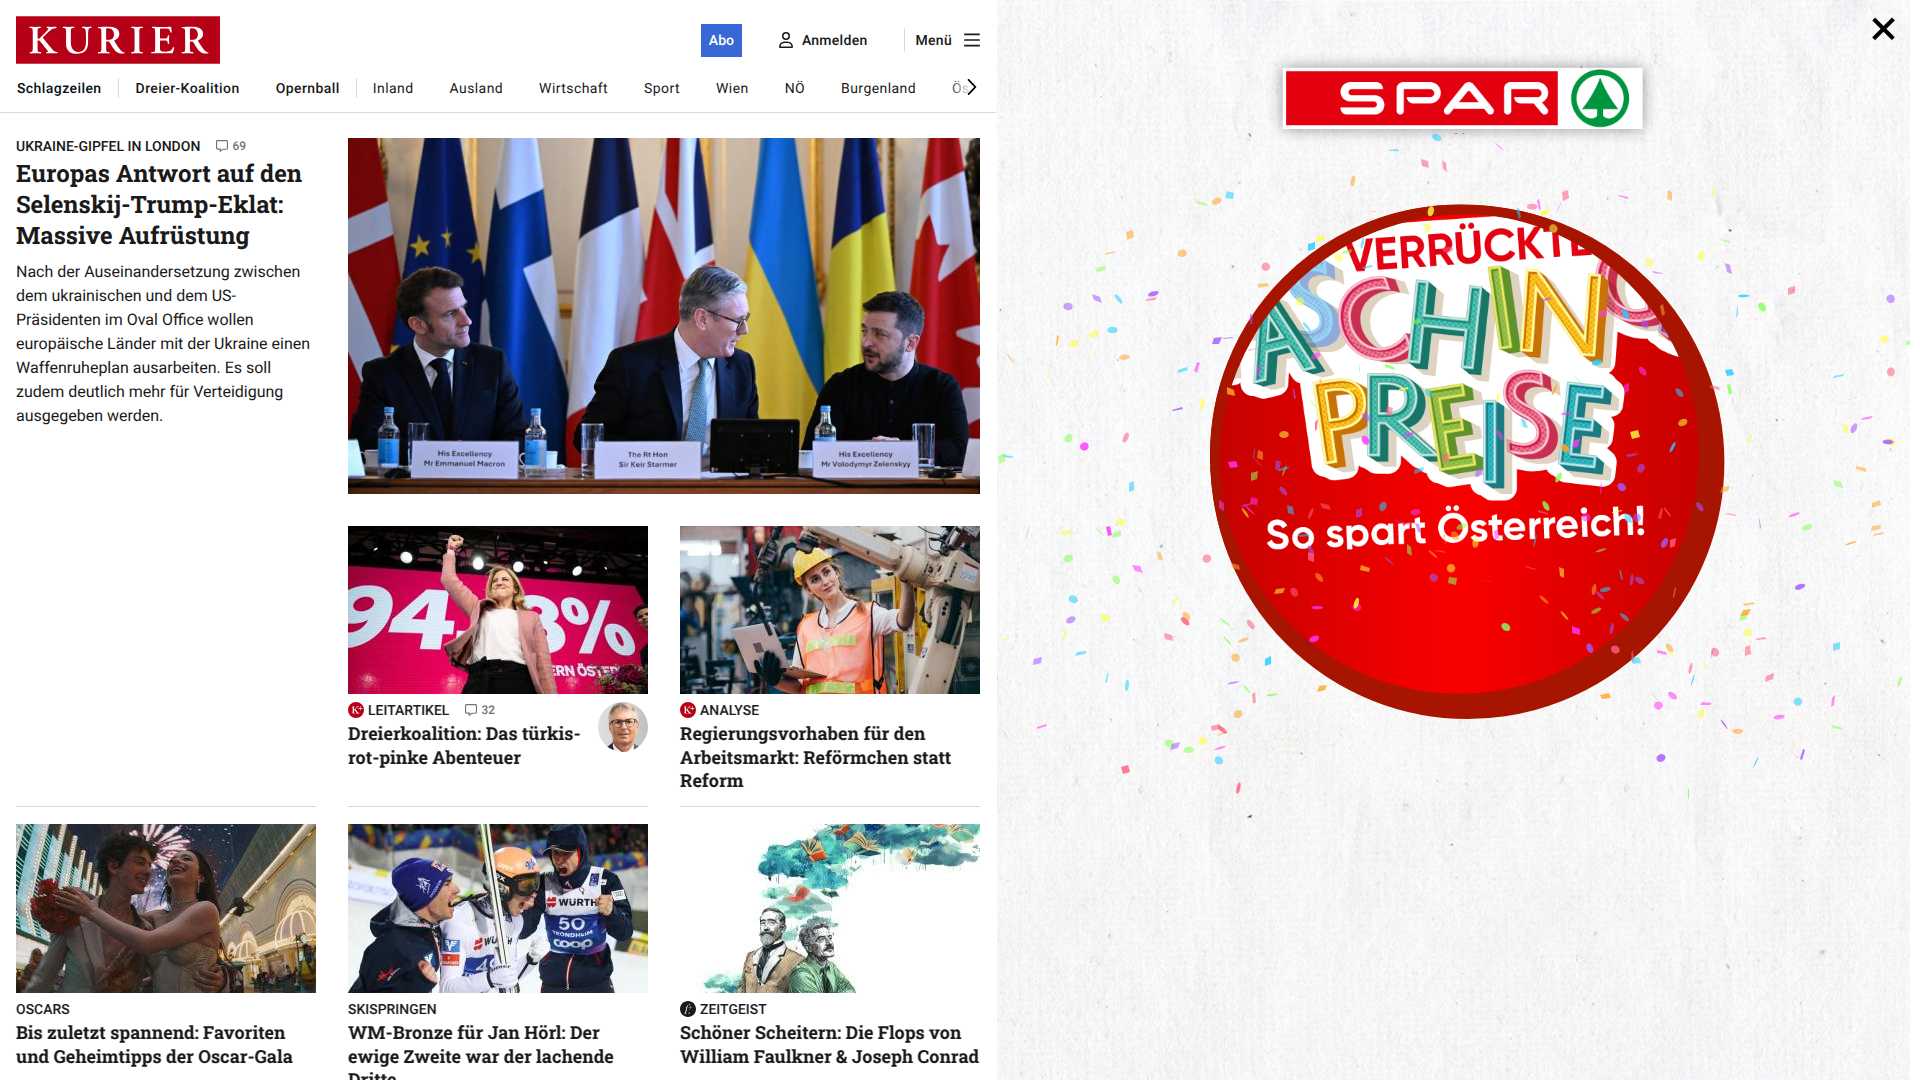 KURIER
Abo
Anmelden
Menü
Schlagzeilen
Dreier-Koalition
Opernball
Inland
Ausland
Wirtschaft
Sport
Wien
NÖ
Burgenland
UKRAINE-GIPFEL IN LONDON 69
Europas Antwort auf den
Selenskij-Trump-Eklat:
Massive Aufrüstung
Nach der Auseinandersetzung zwischen
dem ukrainischen und dem US-
Präsidenten im Oval Office wollen
europäische Länder mit der Ukraine einen
Waffenruheplan ausarbeiten. Es soll
zudem deutlich mehr für Verteidigung
ausgegeben werden.
His Excellency
Mr Emmanuel Macron
The Rt Hon
Sir Keir Starmer
His Excellency
Mr Volodymyr Zelenskyy
K+ LEITARTIKEL 32
Dreierkoalition: Das türkis-
rot-pinke Abenteuer
K+ ANALYSE
Regierungsvorhaben für den
Arbeitsmarkt: Reförmchen statt
Reform
OSCARS
Bis zuletzt spannend: Favoriten
und Geheimtipps der Oscar-Gala
WÜRTH
50
TRONDHEIM
coop
SKISPRINGEN
WM-Bronze für Jan Hörl: Der
ewige Zweite war der lachende
Dritte
ZEITGEIST
Schöner Scheitern: Die Flops von
William Faulkner & Joseph Conrad
SPAR
VERRÜCKTE
ASCHING
PREISE
So spart Österreich!